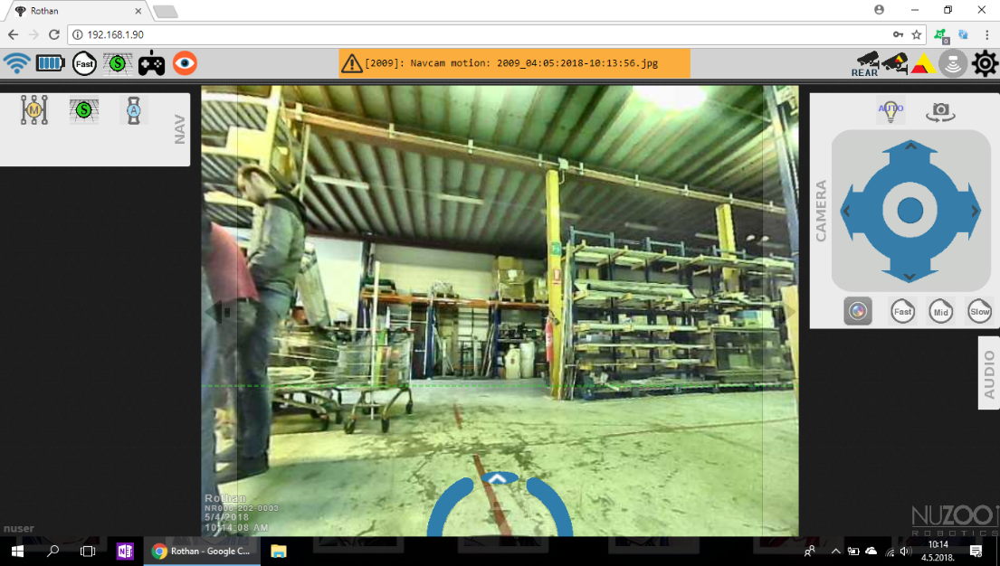 Rothan
192.168.1.90
Fast
S
[2009]: Navcam motion: 2009_04:05:2018-10:13:56.jpg
REAR
M
S
A
NAV
AUTO
CAMERA
Fast
Mid
Slow
AUDIO
Rothan
NR006-202-0003
5/4/2018
10:14:08 AM
nuser
NUZOO
ROBOTICS
N
Rothan - Google C...
10:14
4.5.2018.